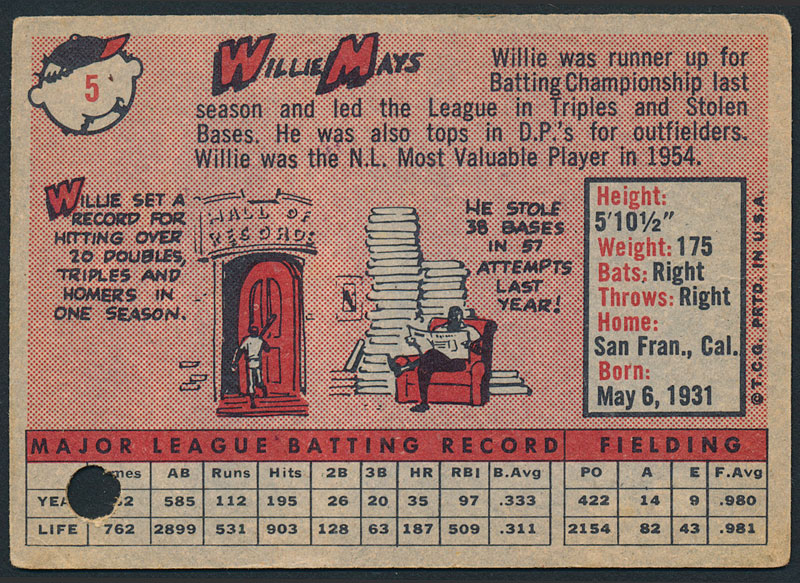 5
WILLIE MAYS
Willie was runner up for
Batting Championship last
season and led the League in Triples and Stolen
Bases. He was also tops in D.P.'s for outfielders.
Willie was the N.L. Most Valuable Player in 1954.
WILLIE SET A
RECORD FOR
HITTING OVER
20 DOUBLES,
TRIPLES AND
HOMERS IN
ONE SEASON.
HALL OF
RECORDS
HE STOLE
38 BASES
IN 57
ATTEMPTS
LAST
YEAR!
Height:
5'10½"
Weight: 175
Bats: Right
Throws: Right
Home:
San Fran., Cal.
Born:
May 6, 1931
© T.C.G. PRTD. IN U.S.A.
MAJOR LEAGUE BATTING RECORD FIELDING
AB Runs Hits 2B 3B HR RBI B.Avg PO A E F.Avg
585 112 195 26 20 35 97 .333 422 14 9 .980
LIFE 762 2899 531 903 128 63 187 509 .311 2154 82 43 .981